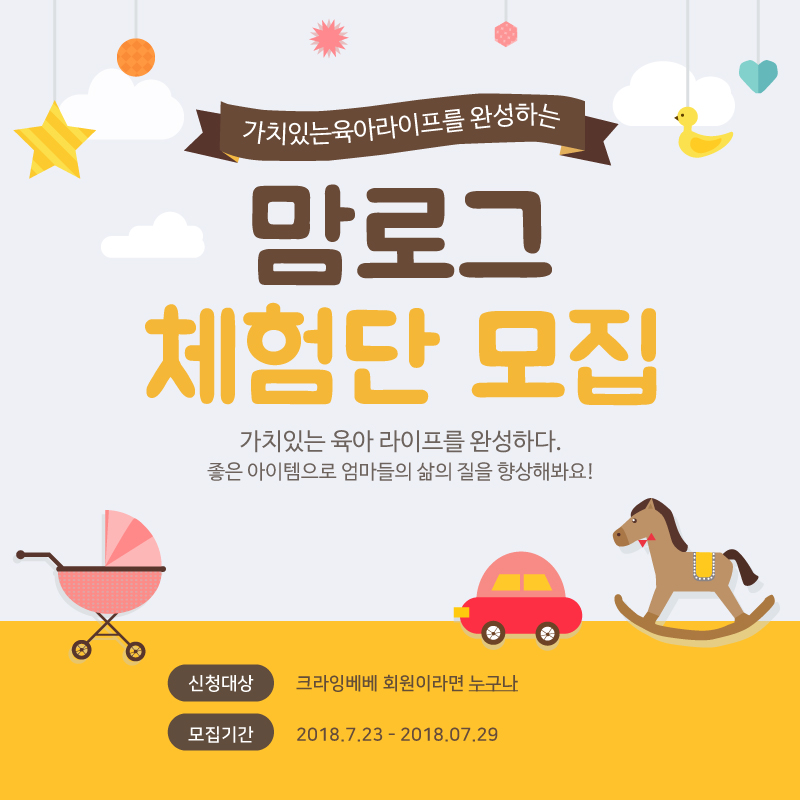 가치있는육아라이프를 완성하는
맘로그
체험단 모집
가치있는 육아 라이프를 완성하다.
좋은 아이템으로 엄마들의 삶의 질을 향상해봐요!
신청대상 크라잉베베 회원이라면 누구나
모집기간 2018.7.23 - 2018.07.29